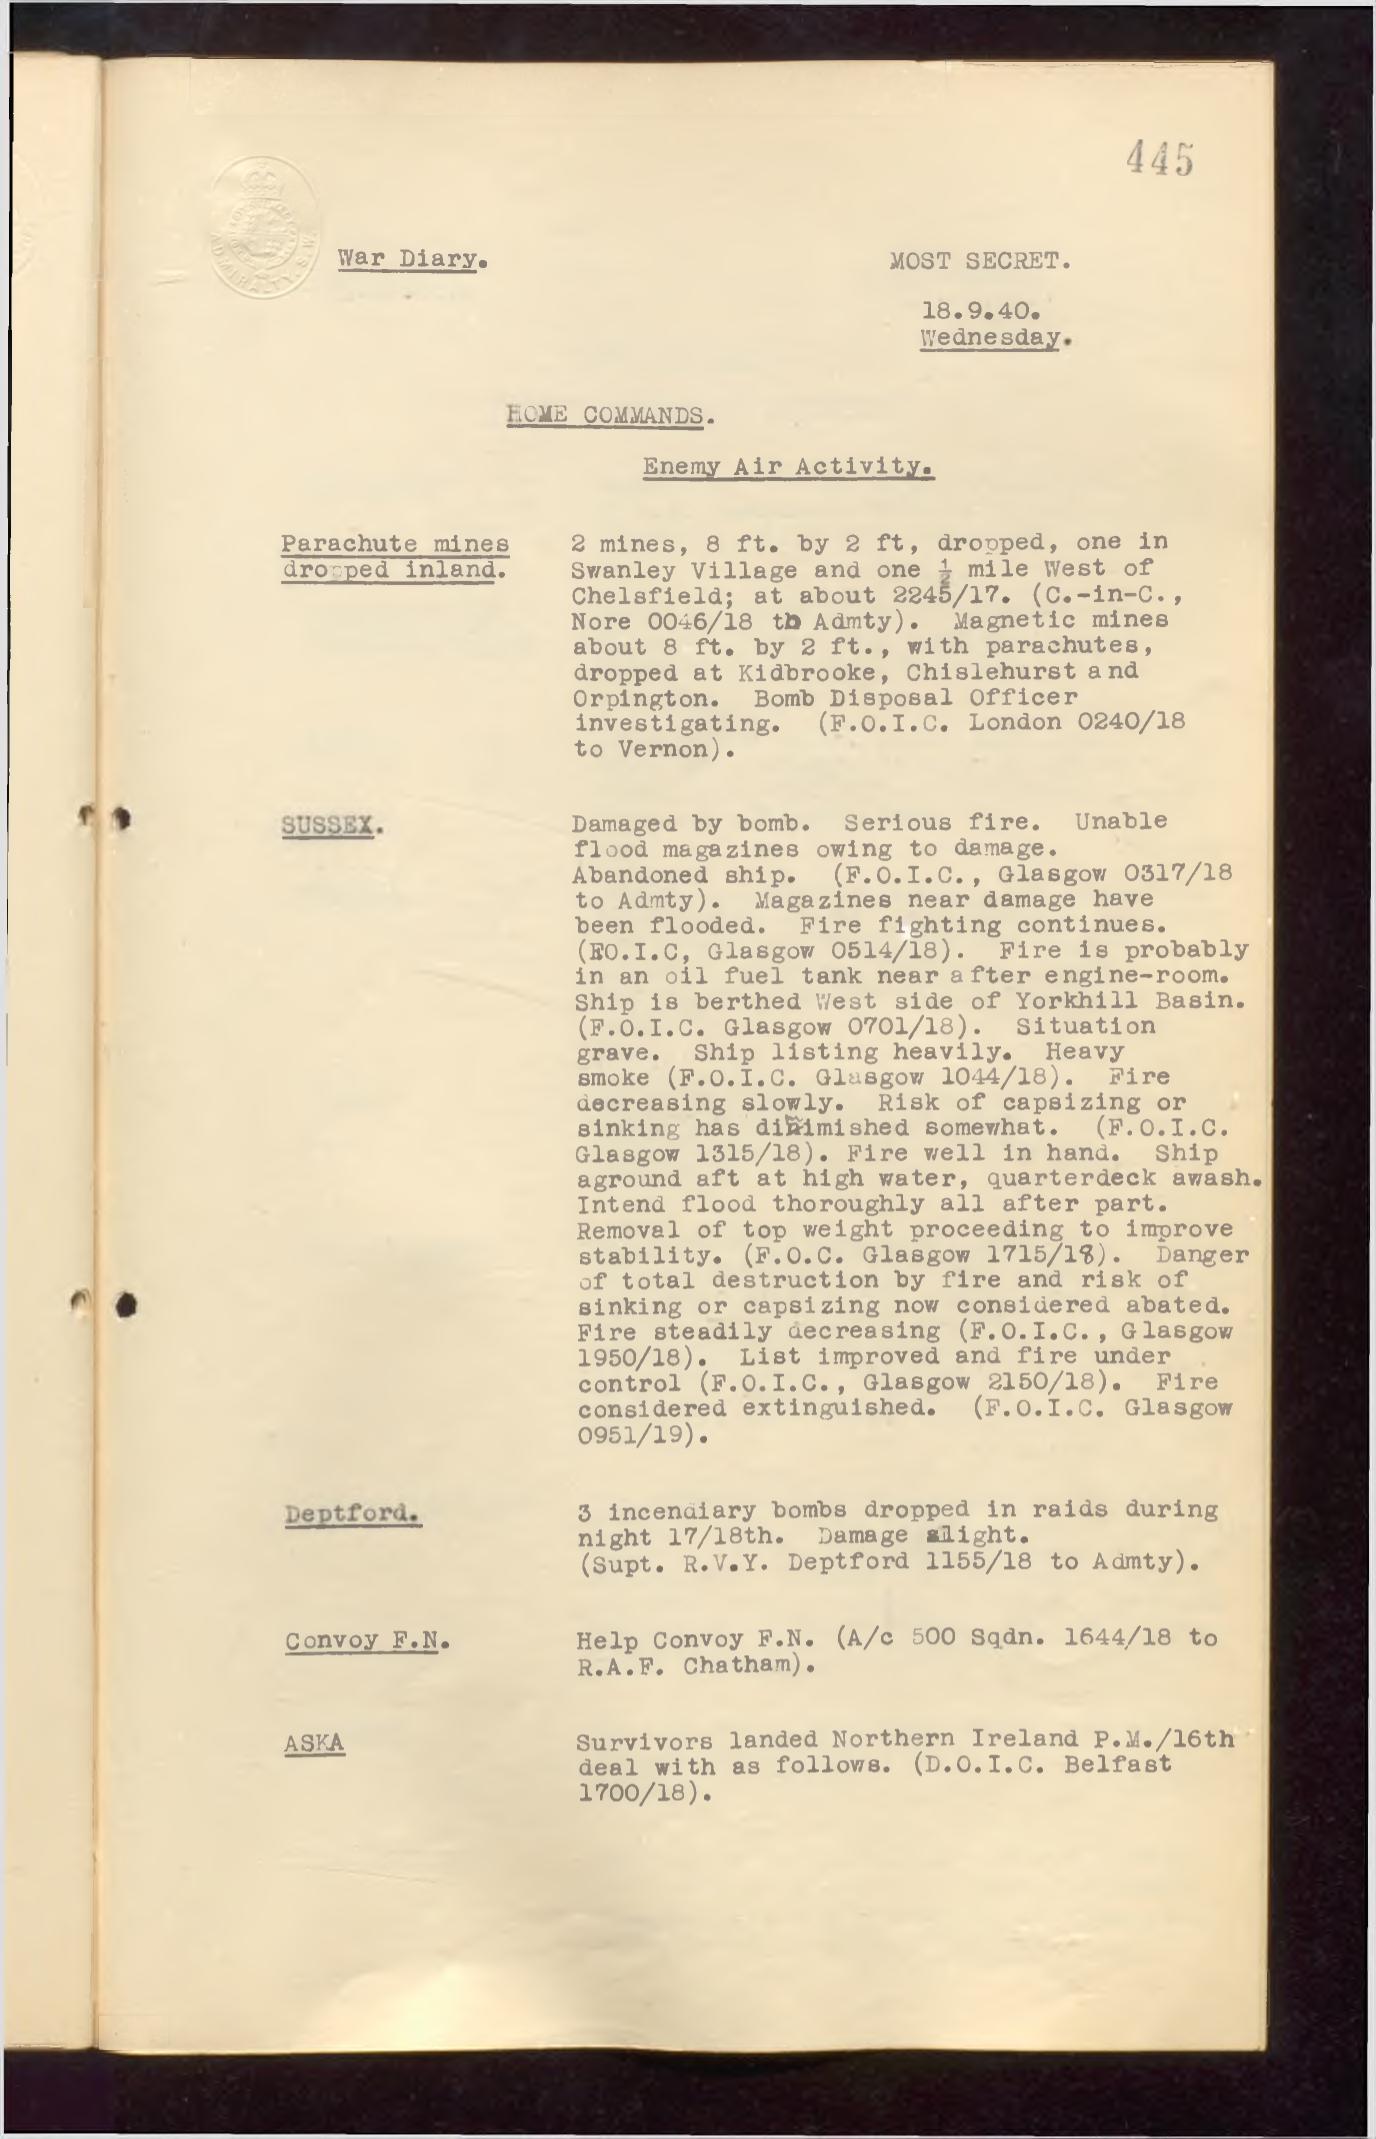 445
ADMIRALTY. S.W.
War Diary.
MOST SECRET.
18.9.40.
Wednesday.
HOME COMMANDS.
Enemy Air Activity.
Parachute mines
dropped inland.
2 mines, 8 ft. by 2 ft, dropped, one in
Swanley Village and one ½ mile West of
Chelsfield; at about 2245/17. (C.-in-C.,
Nore 0046/18 to Admty). Magnetic mines
about 8 ft. by 2 ft., with parachutes,
dropped at Kidbrooke, Chislehurst and
Orpington. Bomb Disposal Officer
investigating. (F.O.I.C. London 0240/18
to Vernon).
SUSSEX.
Damaged by bomb. Serious fire. Unable
flood magazines owing to damage.
Abandoned ship. (F.O.I.C., Glasgow 0317/18
to Admty). Magazines near damage have
been flooded. Fire fighting continues.
(FO.I.C, Glasgow 0514/18). Fire is probably
in an oil fuel tank near after engine-room.
Ship is berthed West side of Yorkhill Basin.
(F.O.I.C. Glasgow 0701/18). Situation
grave. Ship listing heavily. Heavy
smoke (F.O.I.C. Glasgow 1044/18). Fire
decreasing slowly. Risk of capsizing or
sinking has dimimished somewhat. (F.O.I.C.
Glasgow 1315/18). Fire well in hand. Ship
aground aft at high water, quarterdeck awash.
Intend flood thoroughly all after part.
Removal of top weight proceeding to improve
stability. (F.O.C. Glasgow 1715/18). Danger
of total destruction by fire and risk of
sinking or capsizing now considered abated.
Fire steadily decreasing (F.O.I.C., Glasgow
1950/18). List improved and fire under
control (F.O.I.C., Glasgow 2150/18). Fire
considered extinguished. (F.O.I.C. Glasgow
0951/19).
Deptford.
3 incendiary bombs dropped in raids during
night 17/18th. Damage slight.
(Supt. R.V.Y. Deptford 1155/18 to Admty).
Convoy F.N.
Help Convoy F.N. (A/c 500 Sqdn. 1644/18 to
R.A.F. Chatham).
ASKA
Survivors landed Northern Ireland P.M./16th
deal with as follows. (D.O.I.C. Belfast
1700/18).